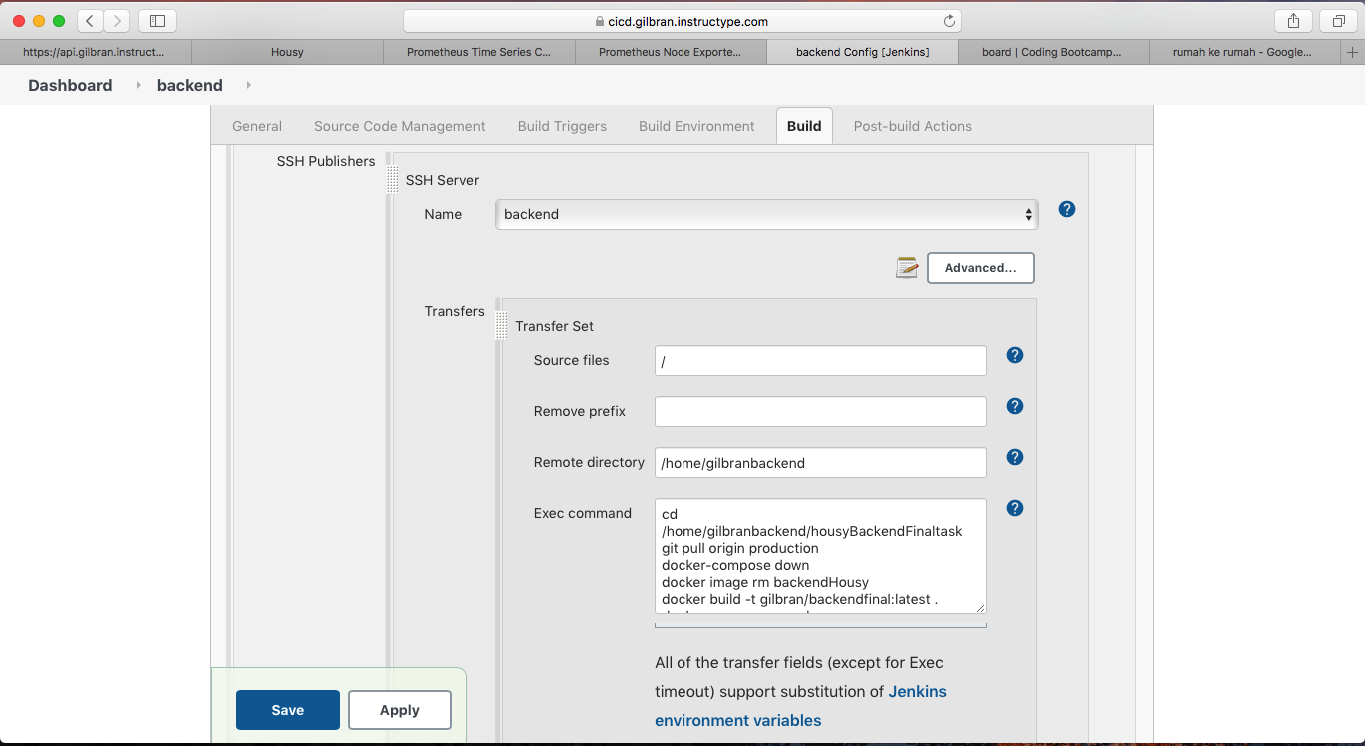 cicd.gilbran.instructype.com
https://api.gilbran.instruct...
Housy
Prometheus Time Series C...
Prometheus Noce Exporte...
backend Config [Jenkins]
board | Coding Bootcamp...
rumah ke rumah - Google...
Dashboard
backend
General
Source Code Management
Build Triggers
Build Environment
Build
Post-build Actions
SSH Publishers
SSH Server
Name
backend
Advanced...
Transfers
Transfer Set
Source files
/
Remove prefix
Remote directory
/home/gilbranbackend
Exec command
cd
/home/gilbranbackend/housyBackendFinaltask
git pull origin production
docker-compose down
docker image rm backendHousy
docker build -t gilbran/backendfinal:latest .
All of the transfer fields (except for Exec
timeout) support substitution of Jenkins
environment variables
Save
Apply